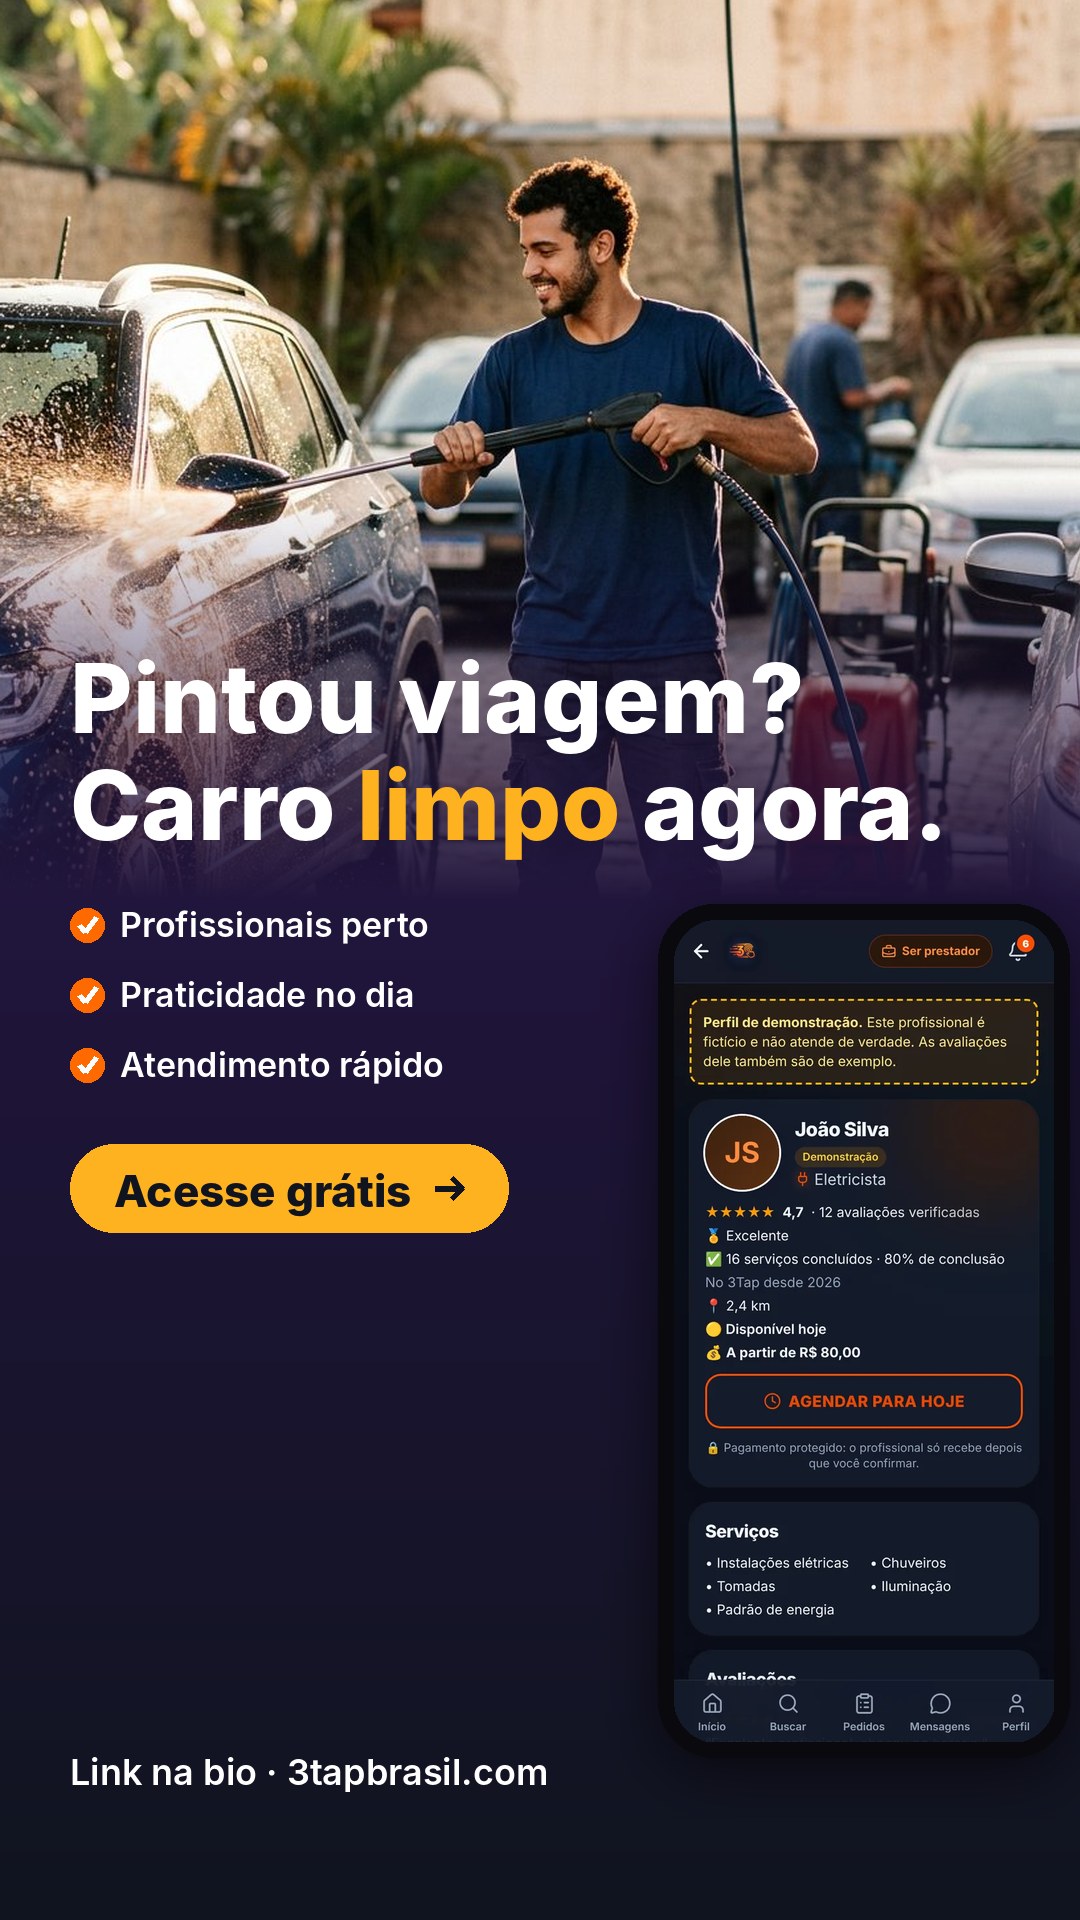 Pintou viagem?
Carro limpo agora.
Profissionais perto
Praticidade no dia
Atendimento rápido
Acesse grátis →
Ser prestador
6
Perfil de demonstração. Este profissional é
fictício e não atende de verdade. As avaliações
dele também são de exemplo.
JS
João Silva
Demonstração
Eletricista
★★★★★ 4,7 · 12 avaliações verificadas
🏅 Excelente
✅ 16 serviços concluídos · 80% de conclusão
No 3Tap desde 2026
📍 2,4 km
🟡 Disponível hoje
💰 A partir de R$ 80,00
AGENDAR PARA HOJE
🔒 Pagamento protegido: o profissional só recebe depois
que você confirmar.
Serviços
• Instalações elétricas • Chuveiros
• Tomadas • Iluminação
• Padrão de energia
Avaliações
Início Buscar Pedidos Mensagens Perfil
Link na bio · 3tapbrasil.com